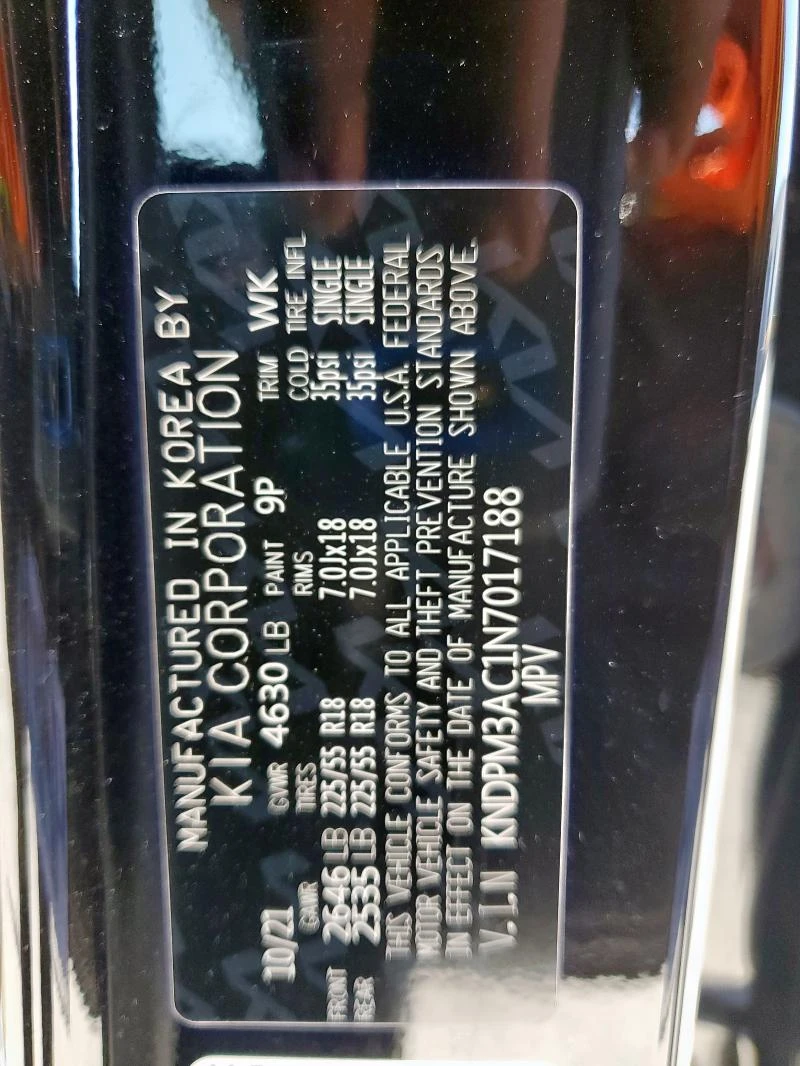 MANUFACTURED IN KOREA BY
KIA CORPORATION
10/21 GVWR 4630 LB PAINT 9P TRIM WK
GAWR TIRES RIMS COLD TIRE INFL
FRONT 2646 LB 225/55 R18 7.0Jx18 35psi SINGLE
REAR 2535 LB 225/55 R18 7.0Jx18 35psi SINGLE
THIS VEHICLE CONFORMS TO ALL APPLICABLE U.S.A. FEDERAL
MOTOR VEHICLE SAFETY AND THEFT PREVENTION STANDARDS
IN EFFECT ON THE DATE OF MANUFACTURE SHOWN ABOVE.
V.I.N KNDPM3AC1N7017188
MPV